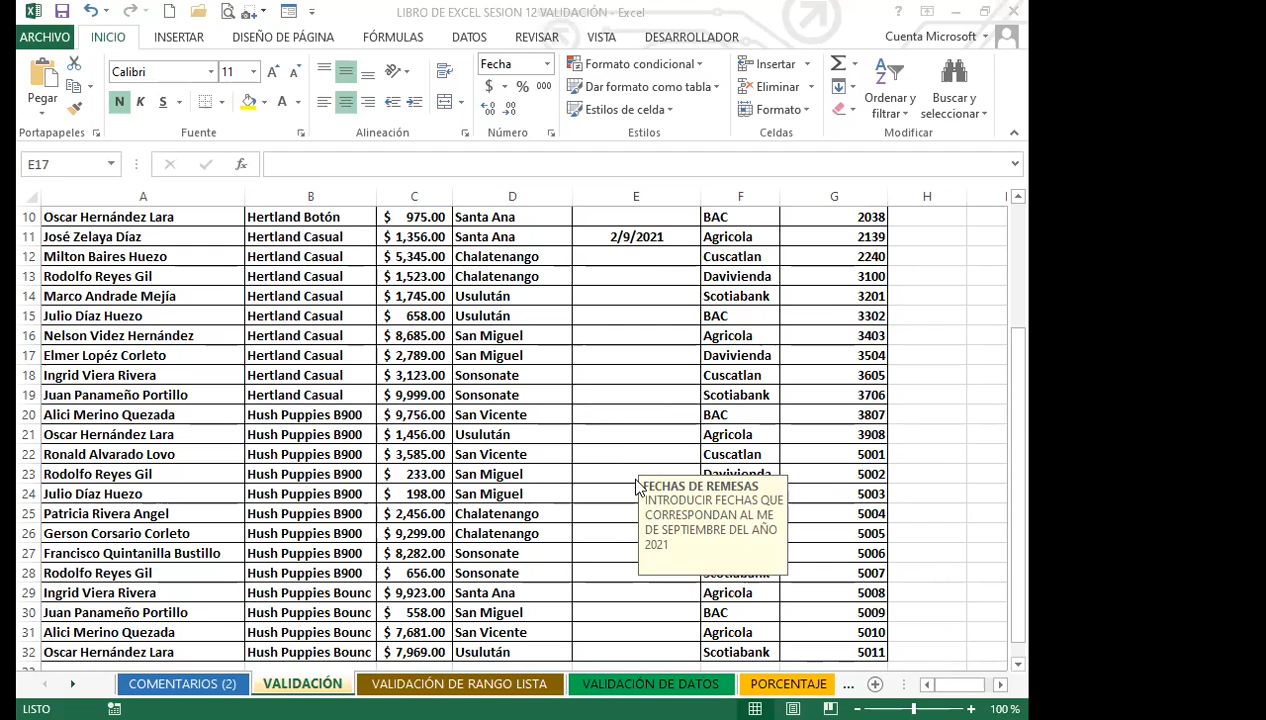 LIBRO DE EXCEL SESION 12 VALIDACIÓN - Excel
ARCHIVO INICIO INSERTAR DISEÑO DE PÁGINA FÓRMULAS DATOS REVISAR VISTA DESARROLLADOR Cuenta Microsoft
Calibri 11 Fecha Formato condicional Insertar
Pegar N K S A $ % 000 Dar formato como tabla Eliminar Ordenar y filtrar Buscar y seleccionar
Estilos de celda Formato
Portapapeles Fuente Alineación Número Estilos Celdas Modificar
E17 fx
A B C D E F G H I
10 Oscar Hernández Lara Hertland Botón $ 975.00 Santa Ana BAC 2038
11 José Zelaya Díaz Hertland Casual $ 1,356.00 Santa Ana 2/9/2021 Agricola 2139
12 Milton Baires Huezo Hertland Casual $ 5,345.00 Chalatenango Cuscatlan 2240
13 Rodolfo Reyes Gil Hertland Casual $ 1,523.00 Chalatenango Davivienda 3100
14 Marco Andrade Mejía Hertland Casual $ 1,745.00 Usulután Scotiabank 3201
15 Julio Díaz Huezo Hertland Casual $ 658.00 Usulután BAC 3302
16 Nelson Videz Hernández Hertland Casual $ 8,685.00 San Miguel Agricola 3403
17 Elmer Lopéz Corleto Hertland Casual $ 2,789.00 San Miguel Davivienda 3504
18 Ingrid Viera Rivera Hertland Casual $ 3,123.00 Sonsonate Cuscatlan 3605
19 Juan Panameño Portillo Hertland Casual $ 9,999.00 Sonsonate Scotiabank 3706
20 Alici Merino Quezada Hush Puppies B900 $ 9,756.00 San Vicente BAC 3807
21 Oscar Hernández Lara Hush Puppies B900 $ 1,456.00 Usulután Agricola 3908
22 Ronald Alvarado Lovo Hush Puppies B900 $ 3,585.00 San Vicente Cuscatlan 5001
23 Rodolfo Reyes Gil Hush Puppies B900 $ 233.00 San Miguel Davivienda 5002
24 Julio Díaz Huezo Hush Puppies B900 $ 198.00 San Miguel 5003
25 Patricia Rivera Angel Hush Puppies B900 $ 2,456.00 Chalatenango 5004
26 Gerson Corsario Corleto Hush Puppies B900 $ 9,299.00 Chalatenango 5005
27 Francisco Quintanilla Bustillo Hush Puppies B900 $ 8,282.00 Sonsonate 5006
28 Rodolfo Reyes Gil Hush Puppies B900 $ 656.00 Sonsonate Scotiabank 5007
29 Ingrid Viera Rivera Hush Puppies Bounc $ 9,923.00 Santa Ana Agricola 5008
30 Juan Panameño Portillo Hush Puppies Bounc $ 558.00 San Miguel BAC 5009
31 Alici Merino Quezada Hush Puppies Bounc $ 7,681.00 San Vicente Agricola 5010
32 Oscar Hernández Lara Hush Puppies Bounc $ 7,969.00 Usulután Scotiabank 5011
FECHAS DE REMESAS
INTRODUCIR FECHAS QUE
CORRESPONDAN AL ME
DE SEPTIEMBRE DEL AÑO
2021
COMENTARIOS (2) VALIDACIÓN VALIDACIÓN DE RANGO LISTA VALIDACIÓN DE DATOS PORCENTAJE ...
LISTO 100 %